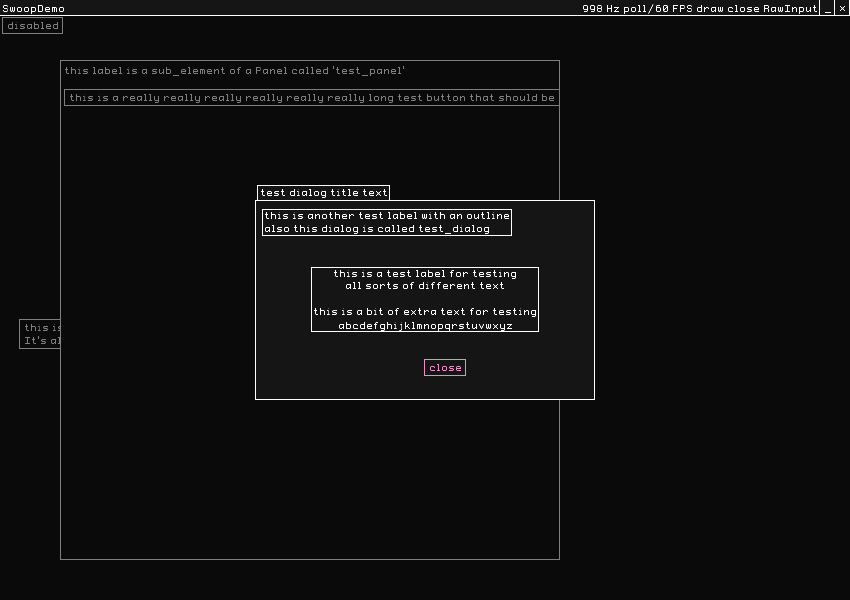 SwoopDemo
998 Hz poll/60 FPS draw close RawInput _ ×
disabled
this label is a sub_element of a Panel called 'test_panel'
this is a really really really really really really long test button that should be
test dialog title text
this is another test label with an outline
also this dialog is called test_dialog
this is a test label for testing
all sorts of different text
this is a bit of extra text for testing
abcdefghijklmnopqrstuvwxyz
this is
It's al
close